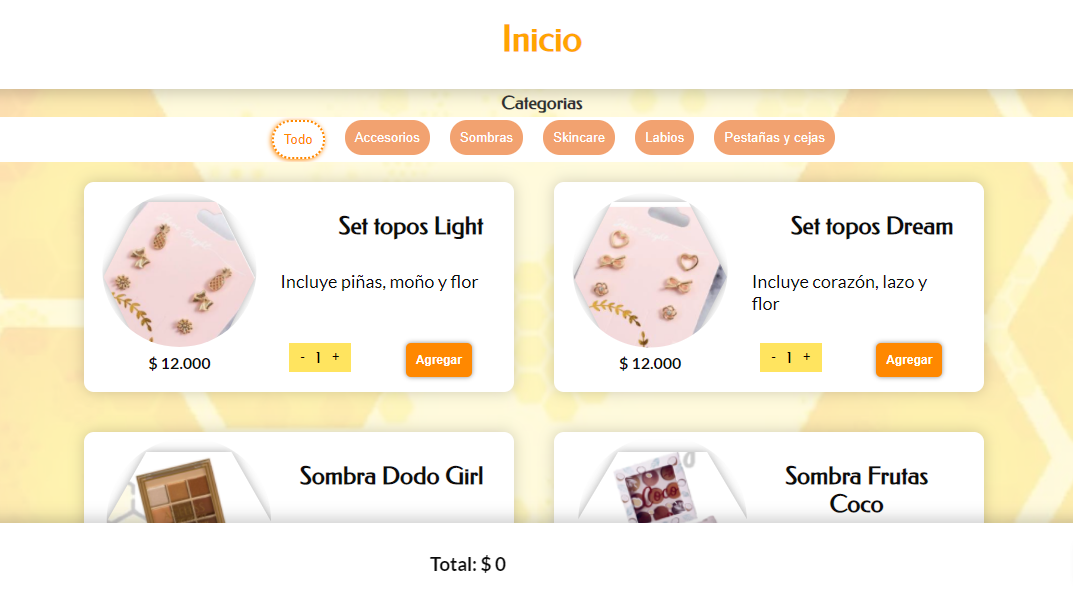 Inicio
Categorias
Todo
Accesorios
Sombras
Skincare
Labios
Pestañas y cejas
Set topos Light
Incluye piñas, moño y flor
$ 12.000
- 1 +
Agregar
Set topos Dream
Incluye corazón, lazo y
flor
$ 12.000
- 1 +
Agregar
Sombra Dodo Girl
Sombra Frutas
Coco
Coco
Total: $ 0